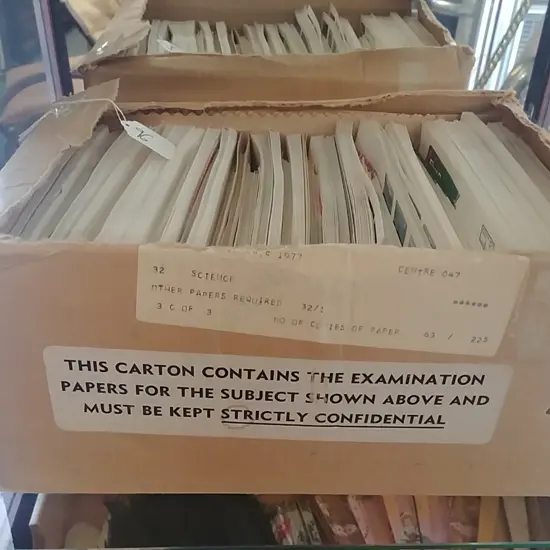 1977
32 SCIENCE CENTRE 047
OTHER PAPERS REQUIRED 32/1 ******
3 C OF 3 NO OF COPIES OF PAPER 63 / 225
THIS CARTON CONTAINS THE EXAMINATION
PAPERS FOR THE SUBJECT SHOWN ABOVE AND
MUST BE KEPT STRICTLY CONFIDENTIAL